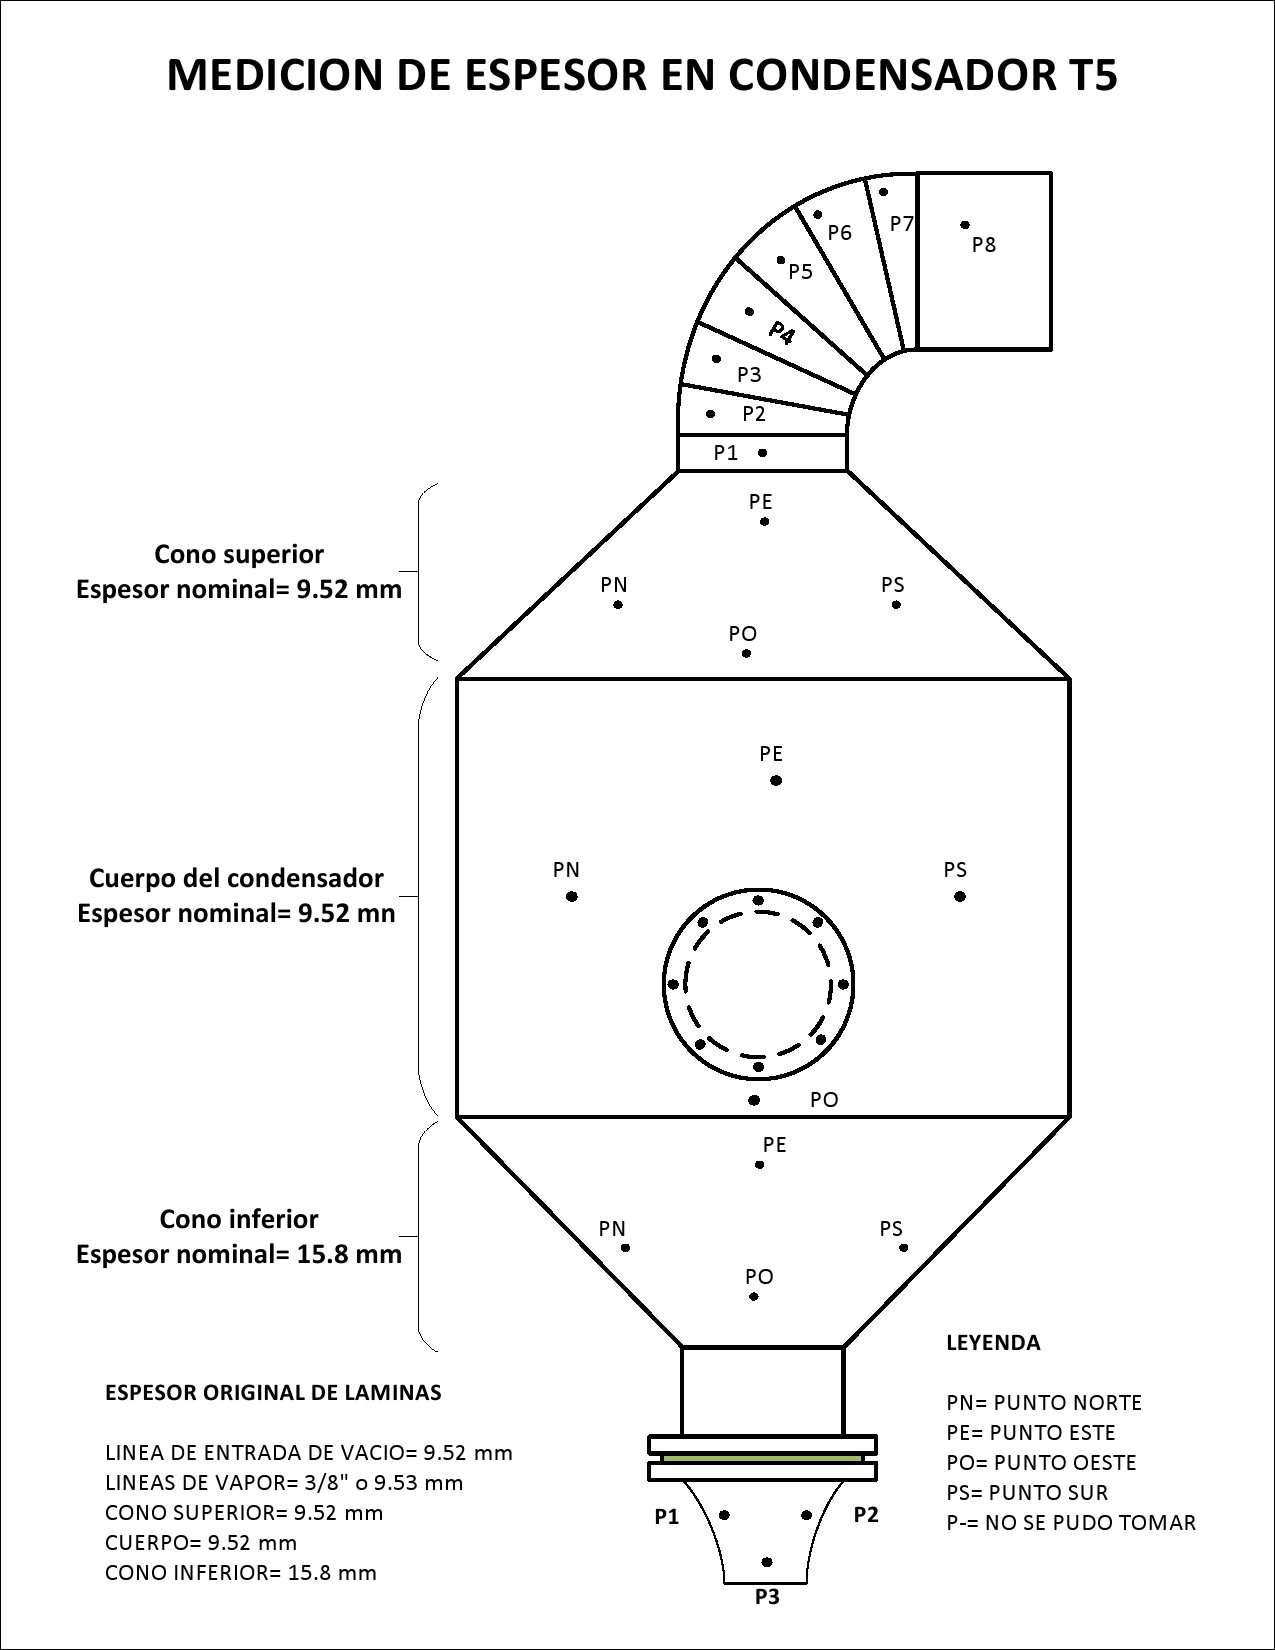 MEDICION DE ESPESOR EN CONDENSADOR T5
P7
P6
P8
P5
P4
P3
P2
P1
PE
Cono superior
Espesor nominal= 9.52 mm
PN
PS
PO
PE
Cuerpo del condensador
Espesor nominal= 9.52 mn
PN
PS
PO
PE
Cono inferior
Espesor nominal= 15.8 mm
PN
PS
PO
ESPESOR ORIGINAL DE LAMINAS
LINEA DE ENTRADA DE VACIO= 9.52 mm
LINEAS DE VAPOR= 3/8" o 9.53 mm
CONO SUPERIOR= 9.52 mm
CUERPO= 9.52 mm
CONO INFERIOR= 15.8 mm
P1
P2
P3
LEYENDA
PN= PUNTO NORTE
PE= PUNTO ESTE
PO= PUNTO OESTE
PS= PUNTO SUR
P-= NO SE PUDO TOMAR